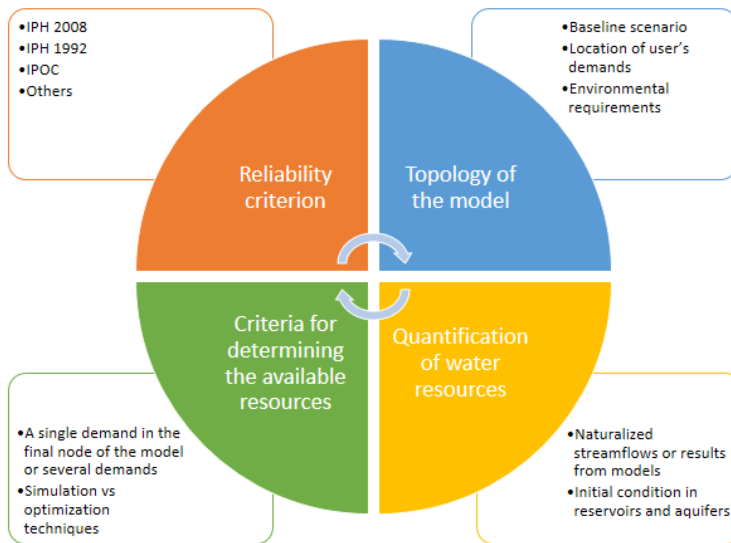 •IPH 2008
•IPH 1992
•IPOC
•Others
•Baseline scenario
•Location of user's
demands
•Environmental
requirements
Reliability
criterion
Topology of
the model
Criteria for
determining
the available
resources
Quantification
of water
resources
•A single demand in the
final node of the model
or several demands
•Simulation vs
optimization
techniques
•Naturalized
streamflows or results
from models
•Initial condition in
reservoirs and aquifers